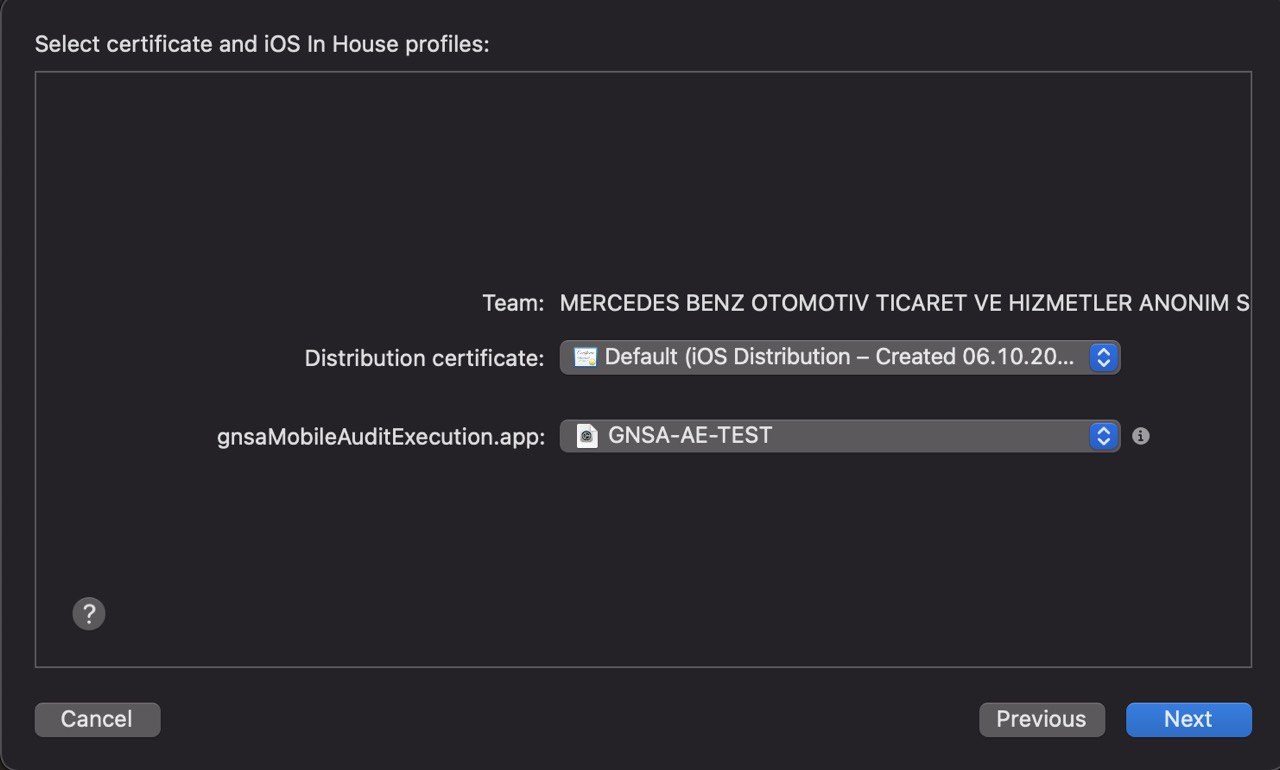 Select certificate and iOS In House profiles:
Team: MERCEDES BENZ OTOMOTIV TICARET VE HIZMETLER ANONIM S
Distribution certificate: Default (iOS Distribution – Created 06.10.20...
gnsaMobileAuditExecution.app: GNSA-AE-TEST
?
Cancel Previous Next